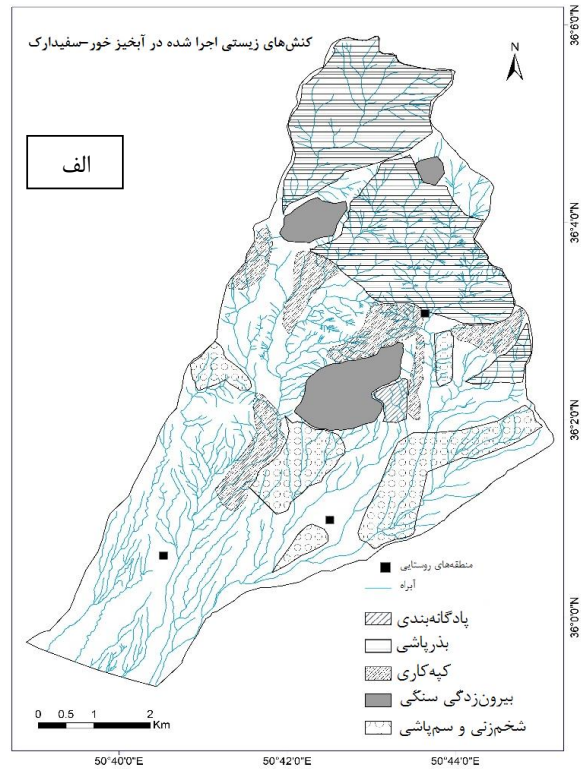 کنش‌های زیستی اجرا شده در آبخیز خور-سفیدارک
N
الف
36°6'0"N
36°4'0"N
36°2'0"N
36°0'0"N
منطقه‌های روستایی
آبراه
پادگانه‌بندی
بذرپاشی
کپه‌کاری
بیرون‌زدگی سنگی
شخم‌زنی و سم‌پاشی
0 0.5 1 2
Km
50°40'0"E 50°42'0"E 50°44'0"E